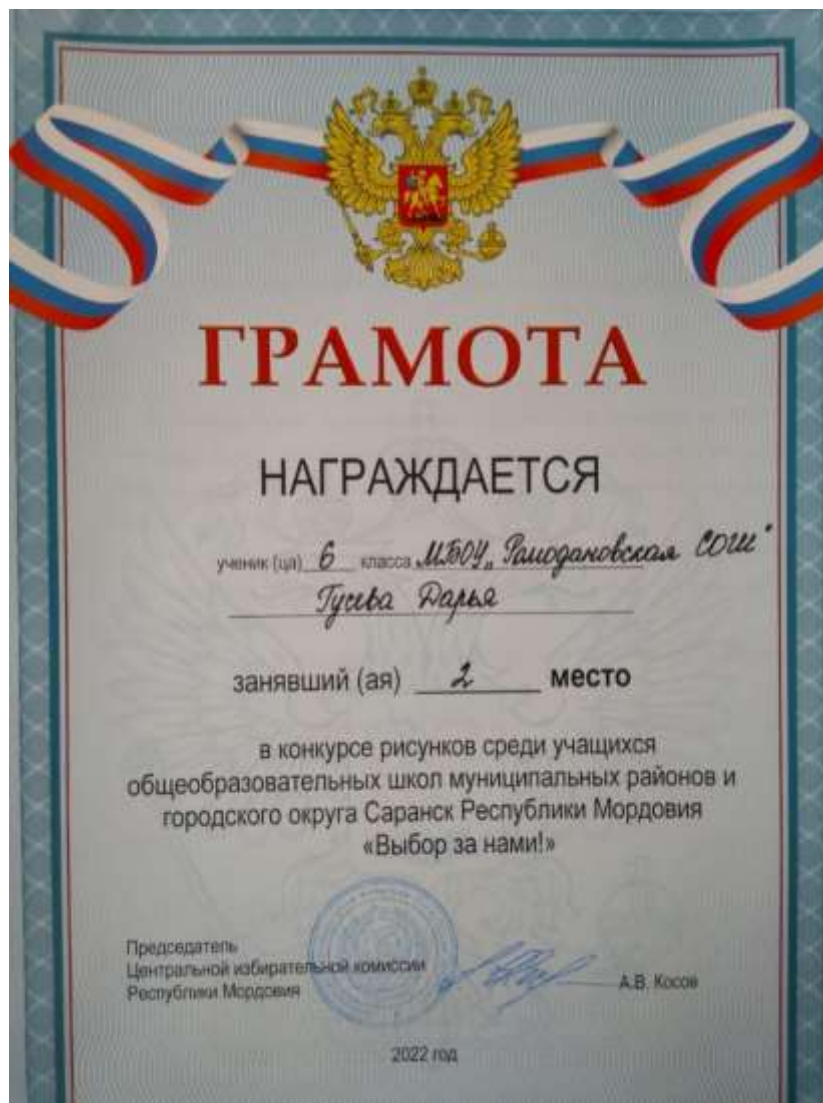 ГРАМОТА
НАГРАЖДАЕТСЯ
ученик (ца) 6 класса МБОУ „Ромодановская СОШ"
Гусева Дарья
занявший (ая) 2 место
в конкурсе рисунков среди учащихся
общеобразовательных школ муниципальных районов и
городского округа Саранск Республики Мордовия
«Выбор за нами!»
Председатель
Центральной избирательной комиссии
Республики Мордовия
А.В. Косов
2022 год